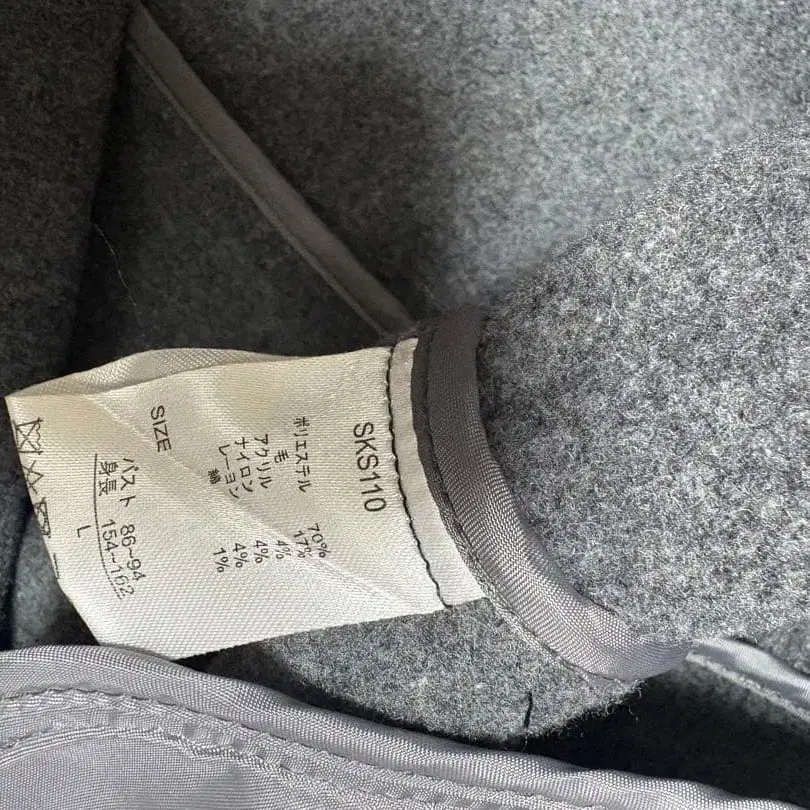 SKS110
ポリエステル 70%
毛 17%
アクリル 4%
ナイロン 4%
レーヨン 4%
綿 1%
SIZE
バスト 86~94
身長 154~162
L